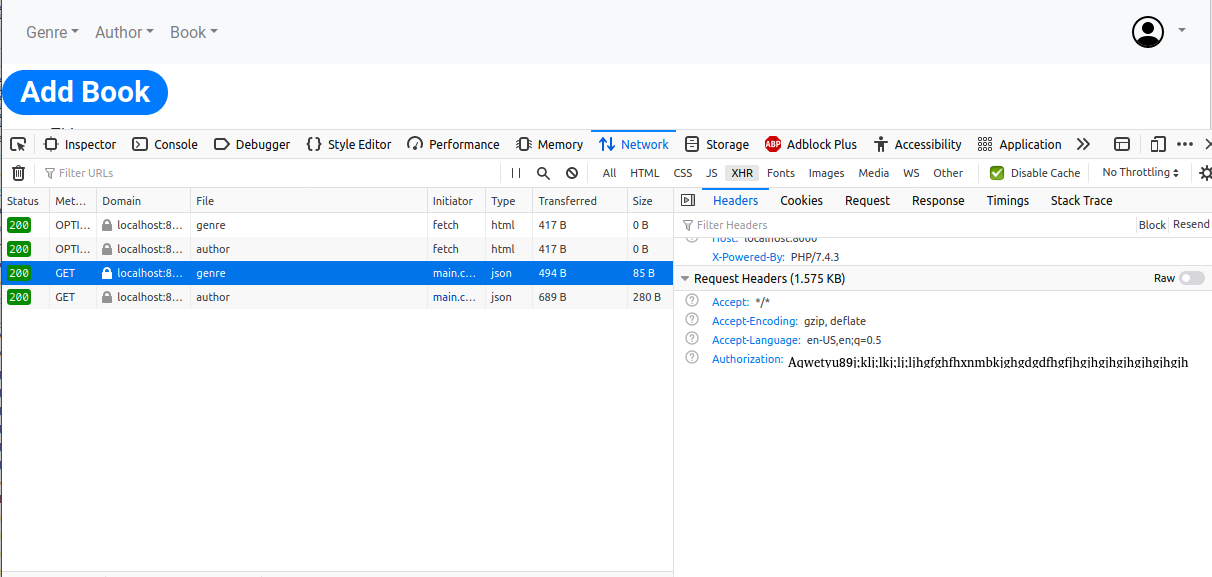 Genre Author Book
Add Book
Inspector Console Debugger Style Editor Performance Memory Network Storage ABP Adblock Plus Accessibility Application
Filter URLs All HTML CSS JS XHR Fonts Images Media WS Other Disable Cache No Throttling
Status Met... Domain File Initiator Type Transferred Size Headers Cookies Request Response Timings Stack Trace
200 OPTI... localhost:8... genre fetch html 417 B 0 B Filter Headers Block Resend
200 OPTI... localhost:8... author fetch html 417 B 0 B Host: localhost:8000
X-Powered-By: PHP/7.4.3
200 GET localhost:8... genre main.c... json 494 B 85 B Request Headers (1.575 KB) Raw
200 GET localhost:8... author main.c... json 689 B 280 B Accept: */*
Accept-Encoding: gzip, deflate
Accept-Language: en-US,en;q=0.5
Authorization: Aqwetyu89j;klj;lkj;lj;ljhgfghfhxnmbkjghgdgdfhgfjhgjhgjhgjhgjhgjh